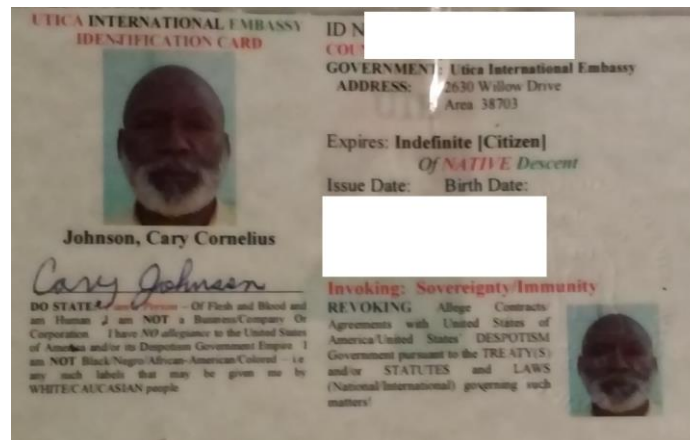 UTICA INTERNATIONAL EMBASSY
IDENTIFICATION CARD
Johnson, Cary Cornelius
Cary Johnson
DO STATE – Of Flesh and Blood and
am Human I am NOT a Business/Company Or
Corporation. I have NO allegiance to the United States
of America and/or its Despotism Government Empire I
am NOT Black/Negro/African-American/Colored – i.e
any such labels that may be given me by
WHITE/CAUCASIAN people
ID N
COU
GOVERNMENT: Utica International Embassy
ADDRESS: 2630 Willow Drive
Area 38703
Expires: Indefinite [Citizen]
Of NATIVE Descent
Issue Date: Birth Date:
Invoking: Sovereignty/Immunity
REVOKING Allege Contracts
Agreements with United States of
America/United States' DESPOTISM
Government pursuant to the TREATY(S)
and/or STATUTES and LAWS
(National/International) governing such
matters!